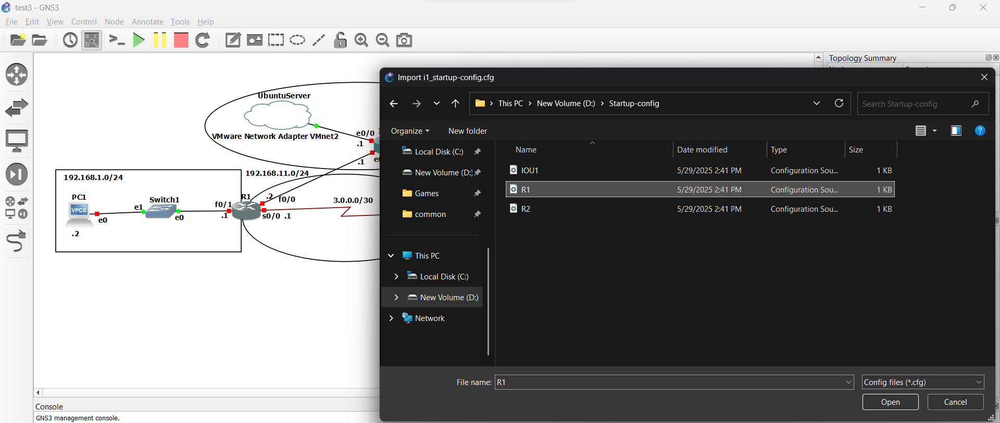 test3 - GNS3
File Edit View Control Node Annotate Tools Help
Topology Summary
UbuntuServer
VMware Network Adapter VMnet2
e0/0
.1
.1
192.168.11.0/24
192.168.1.0/24
PC1
VPCS
e0
.2
Switch1
e1
e0
f0/1
.1
R1
.2
f0/0
s0/0 .1
3.0.0.0/30
Console
GNS3 management console.
Import i1_startup-config.cfg
This PC > New Volume (D:) > Startup-config
Search Startup-config
Organize
New folder
Local Disk (C:)
New Volume (D:)
Games
common
This PC
Local Disk (C:)
New Volume (D:)
Network
Name Date modified Type Size
IOU1 5/29/2025 2:41 PM Configuration Sou... 1 KB
R1 5/29/2025 2:41 PM Configuration Sou... 1 KB
R2 5/29/2025 2:41 PM Configuration Sou... 1 KB
File name: R1
Config files (*.cfg)
Open
Cancel